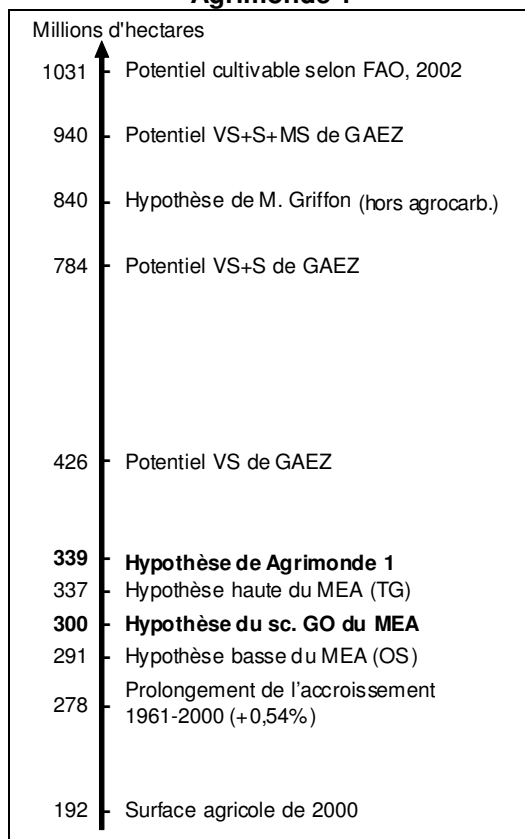 Agrimonde 1
Millions d'hectares
1031 Potentiel cultivable selon FAO, 2002
940 Potentiel VS+S+MS de GAEZ
840 Hypothèse de M. Griffon (hors agrocarb.)
784 Potentiel VS+S de GAEZ
426 Potentiel VS de GAEZ
339 Hypothèse de Agrimonde 1
337 Hypothèse haute du MEA (TG)
300 Hypothèse du sc. GO du MEA
291 Hypothèse basse du MEA (OS)
278 Prolongement de l'accroissement
1961-2000 (+0,54%)
192 Surface agricole de 2000